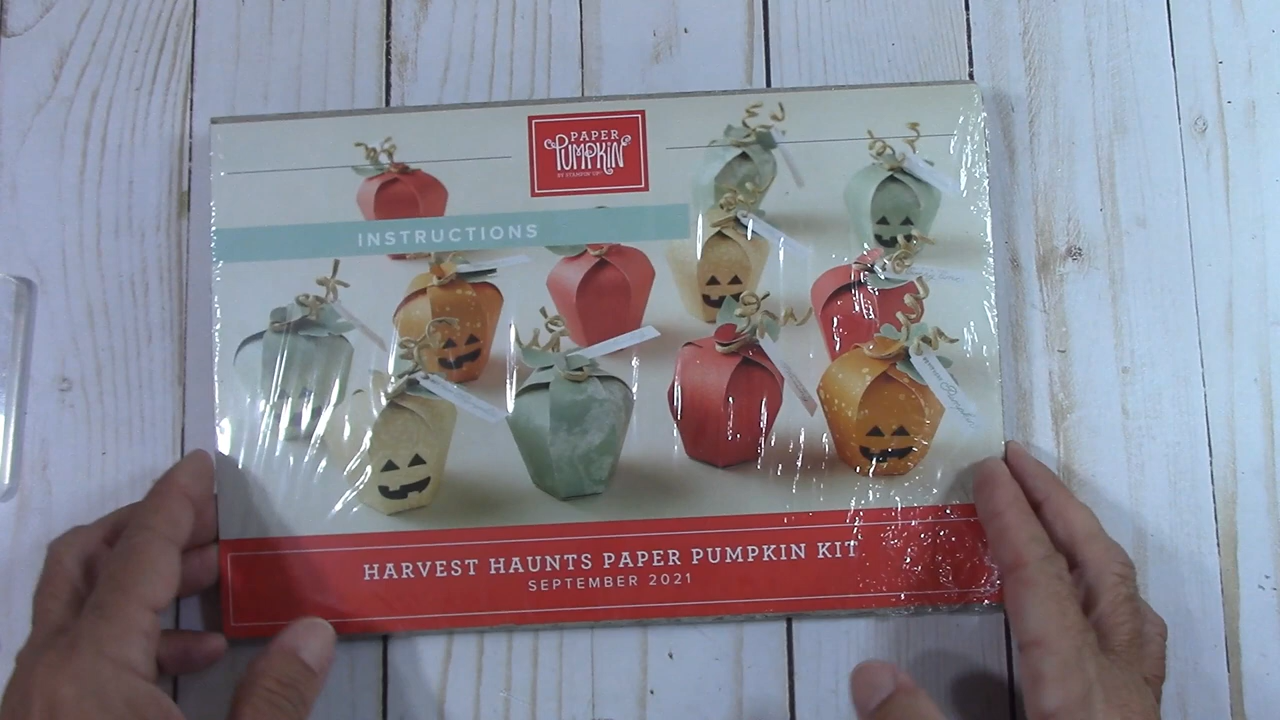 PAPER
PUMPKIN
BY STAMPIN' UP!
INSTRUCTIONS
HARVEST HAUNTS PAPER PUMPKIN KIT
SEPTEMBER 2021